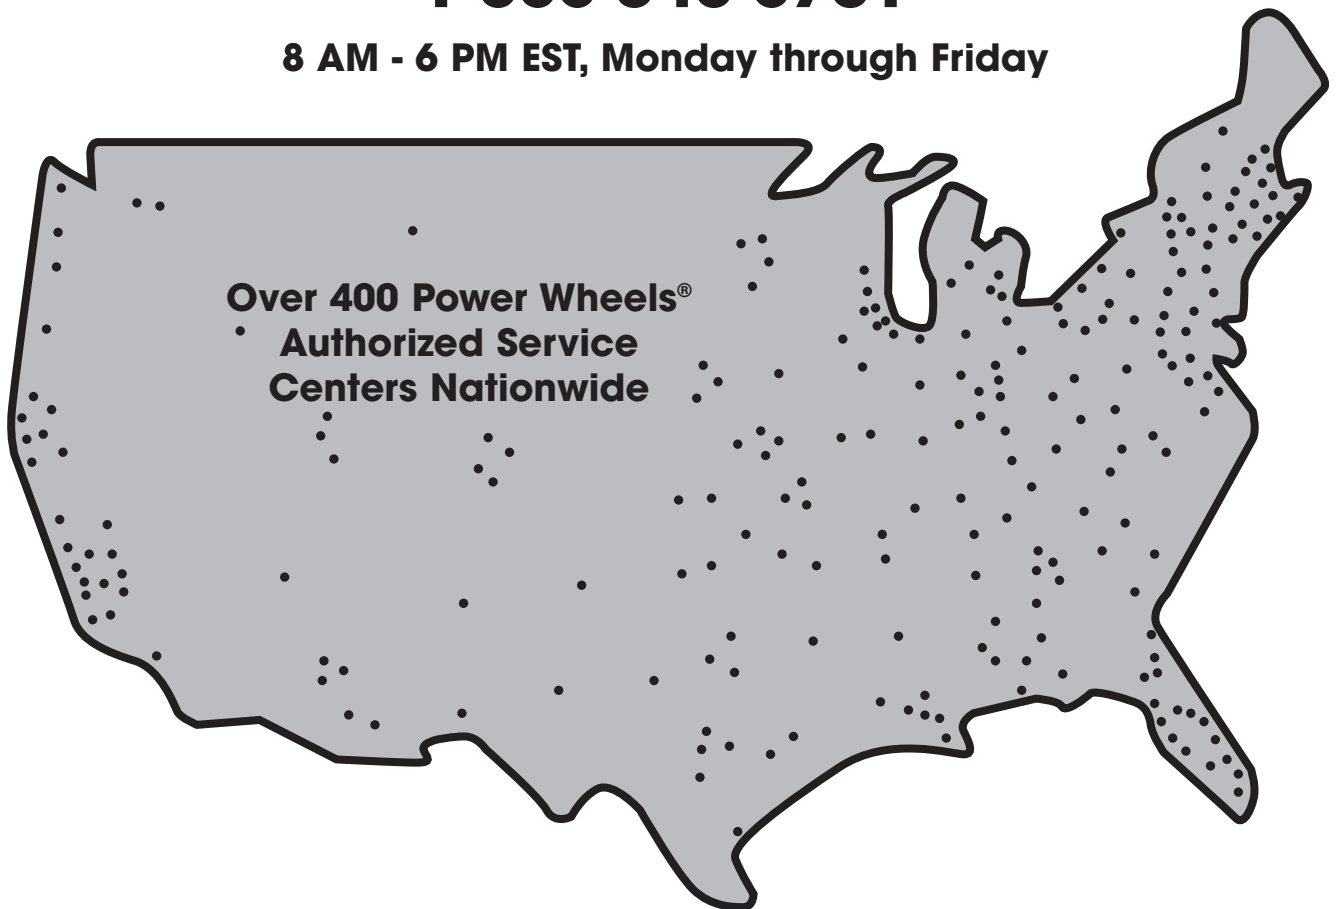 8 AM - 6 PM EST, Monday through Friday
Over 400 Power Wheels®
Authorized Service
Centers Nationwide